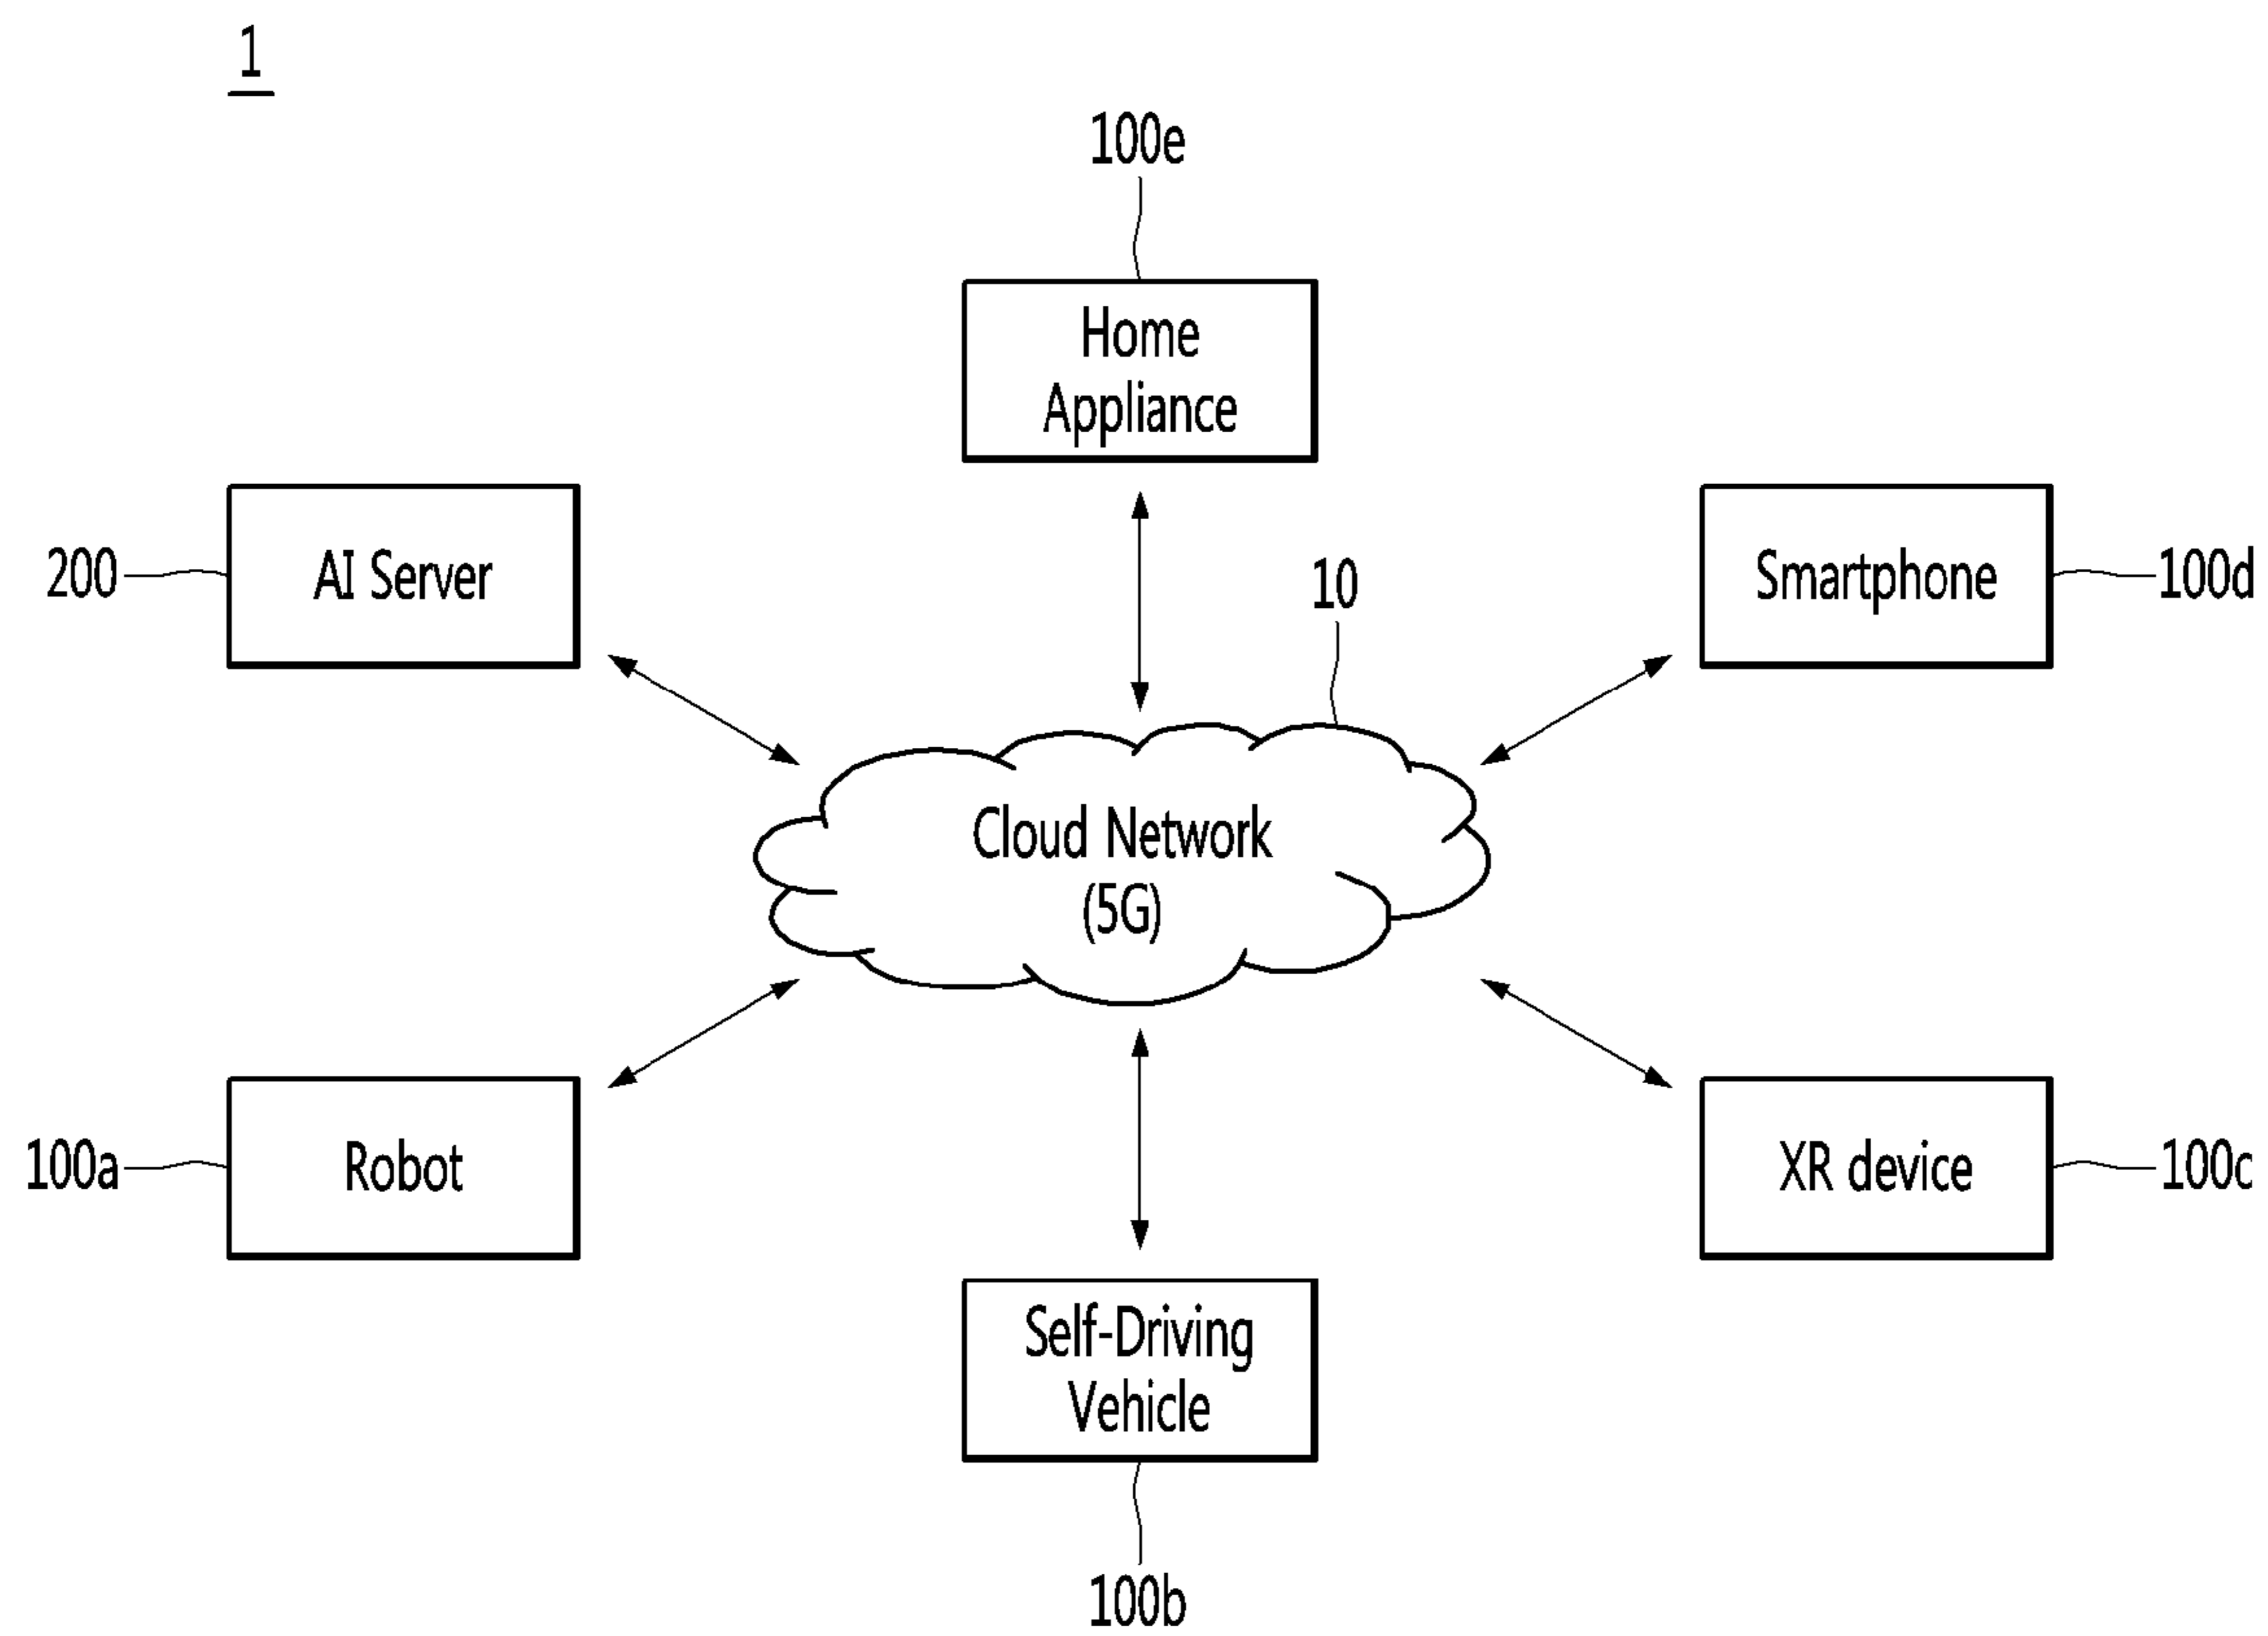 1
100e
Home
Appliance
200
AI Server
10
Smartphone
100d
Cloud Network
(5G)
100a
Robot
XR device
100c
Self-Driving
Vehicle
100b